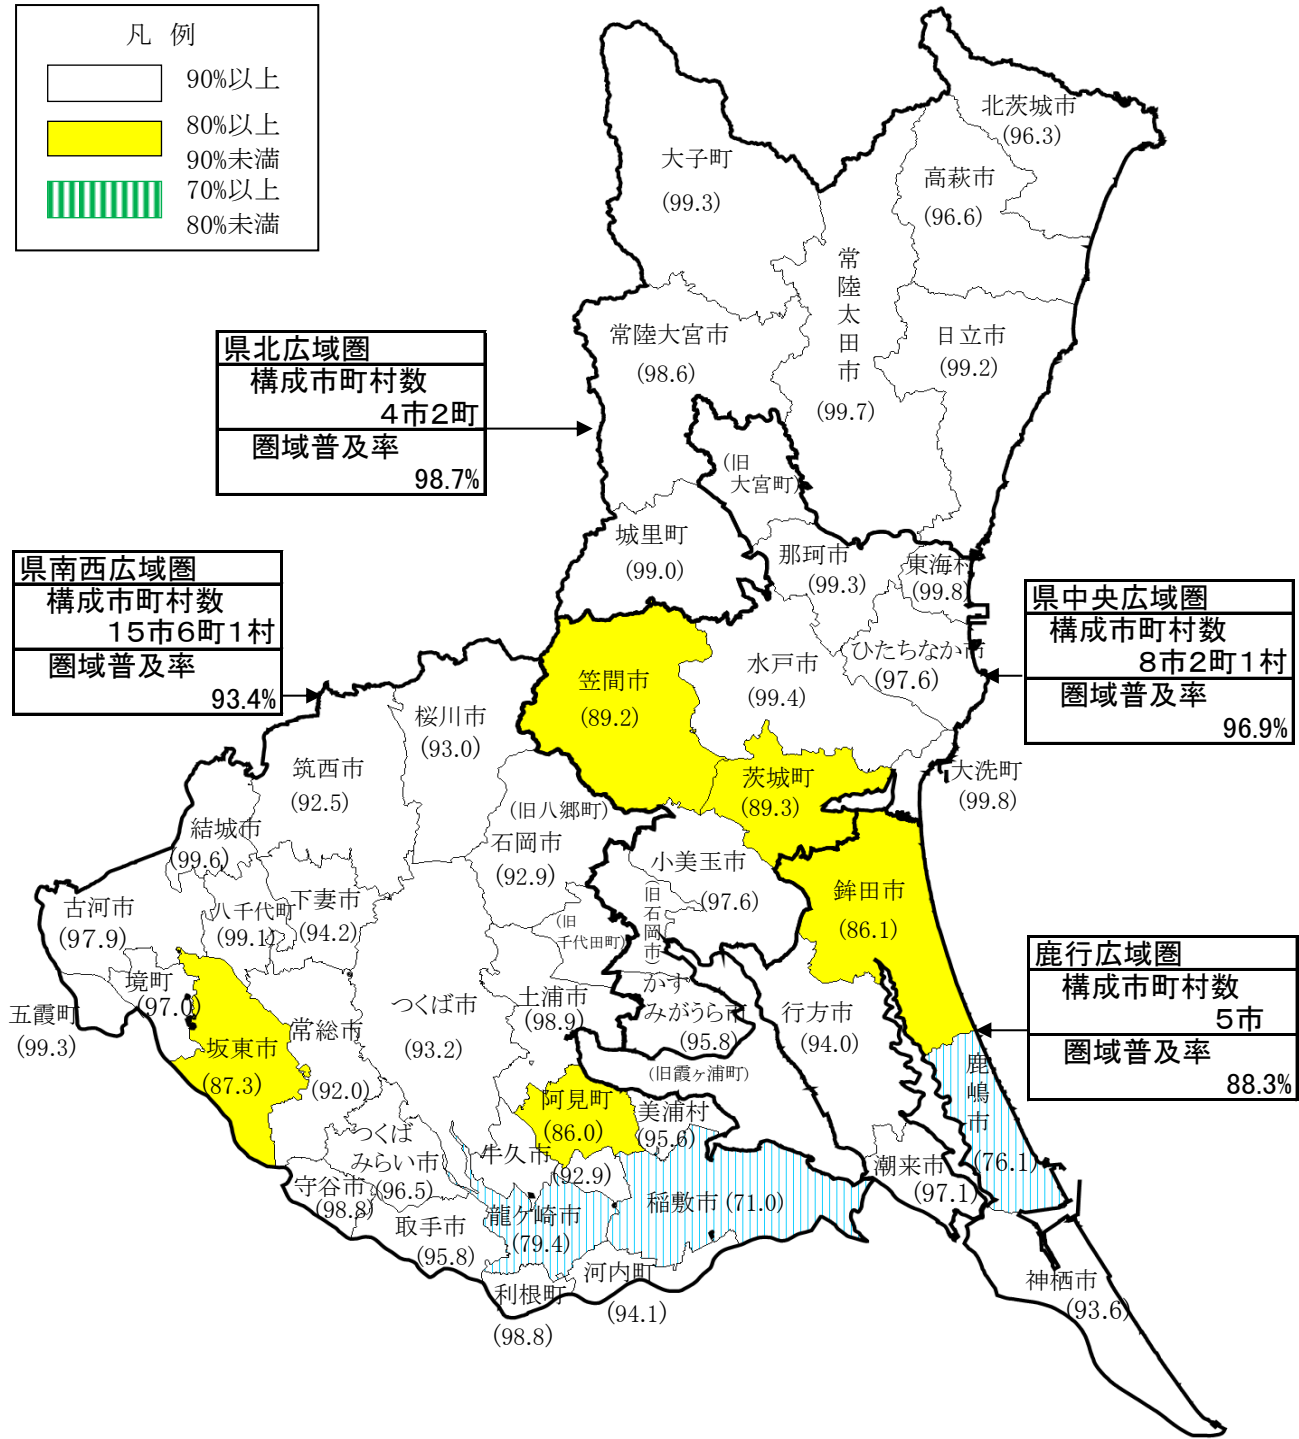 凡 例
90%以上
80%以上
90%未満
70%以上
80%未満
北茨城市
(96.3)
大子町
(99.3)
高萩市
(96.6)
常陸太田市
(99.7)
日立市
(99.2)
常陸大宮市
(98.6)
県北広域圏
構成市町村数
4市2町
圏域普及率
98.7%
(旧
大宮町)
城里町
(99.0)
那珂市
(99.3)
東海村
(99.8)
県南西広域圏
構成市町村数
15市6町1村
圏域普及率
93.4%
県中央広域圏
構成市町村数
8市2町1村
圏域普及率
96.9%
笠間市
(89.2)
水戸市
(99.4)
ひたちなか市
(97.6)
桜川市
(93.0)
筑西市
(92.5)
茨城町
(89.3)
大洗町
(99.8)
結城市
(99.6)
(旧八郷町)
石岡市
(92.9)
小美玉市
(97.6)
(旧石岡市)
鉾田市
(86.1)
古河市
(97.9)
八千代町
(99.1)
下妻市
(94.2)
(旧
千代田町)
鹿行広域圏
構成市町村数
5市
圏域普及率
88.3%
境町
(97.0)
五霞町
(99.3)
坂東市
(87.3)
常総市
(92.0)
つくば市
(93.2)
土浦市
(98.9)
かす
みがうら市
(95.8)
(旧霞ヶ浦町)
行方市
(94.0)
鹿嶋市
(76.1)
阿見町
(86.0)
美浦村
(95.6)
つくば
みらい市
(96.5)
牛久市
(92.9)
潮来市
(97.1)
守谷市
(98.8)
取手市
(95.8)
龍ケ崎市
(79.4)
稲敷市(71.0)
河内町
(94.1)
利根町
(98.8)
神栖市
(93.6)